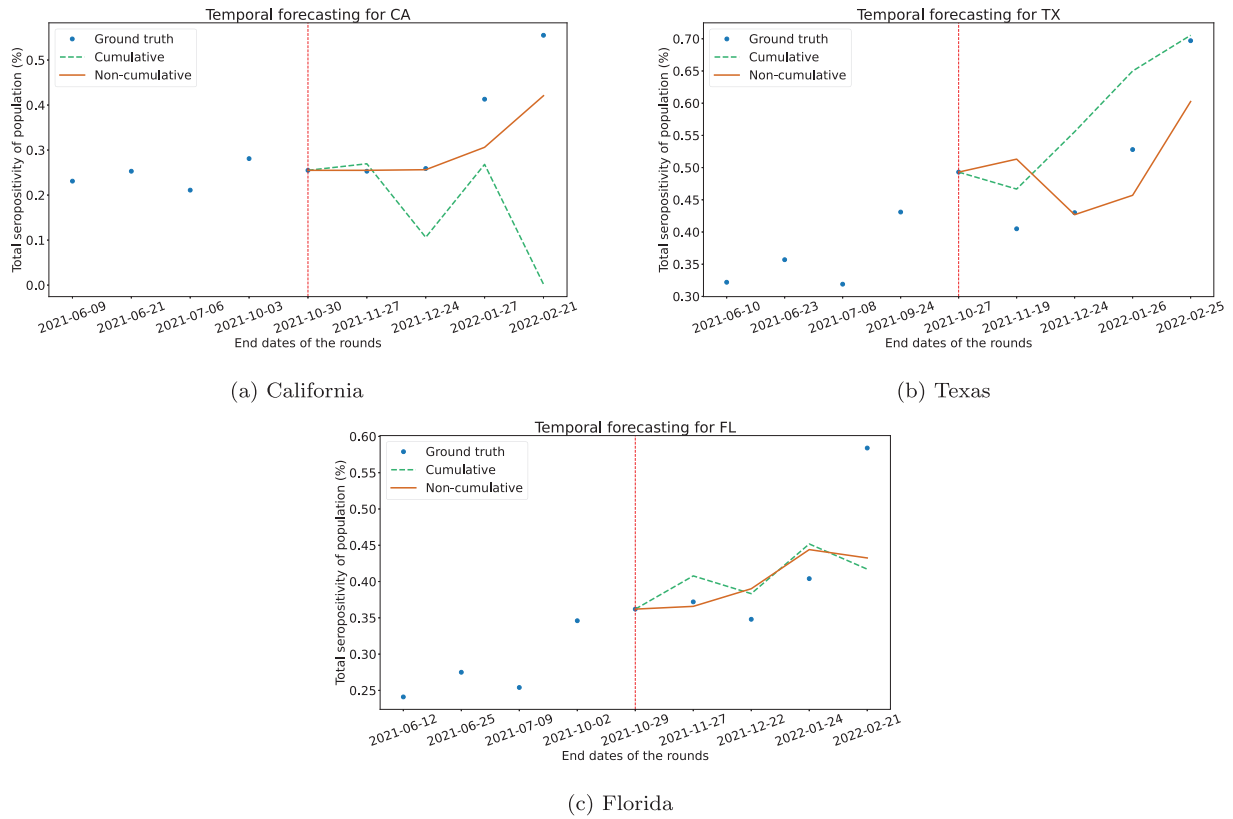 Temporal forecasting for CA
Total seropositivity of population (%)
Ground truth
Cumulative
Non-cumulative
0.5
0.4
0.3
0.2
0.1
0.0
2021-06-09
2021-06-21
2021-07-06
2021-10-03
2021-10-30
2021-11-27
2021-12-24
2022-01-27
2022-02-21
End dates of the rounds
(a) California
Temporal forecasting for TX
Total seropositivity of population (%)
Ground truth
Cumulative
Non-cumulative
0.70
0.65
0.60
0.55
0.50
0.45
0.40
0.35
0.30
2021-06-10
2021-06-23
2021-07-08
2021-09-24
2021-10-27
2021-11-19
2021-12-24
2022-01-26
2022-02-25
End dates of the rounds
(b) Texas
Temporal forecasting for FL
Total seropositivity of population (%)
Ground truth
Cumulative
Non-cumulative
0.60
0.55
0.50
0.45
0.40
0.35
0.30
0.25
2021-06-12
2021-06-25
2021-07-09
2021-10-02
2021-10-29
2021-11-27
2021-12-22
2022-01-24
2022-02-21
End dates of the rounds
(c) Florida